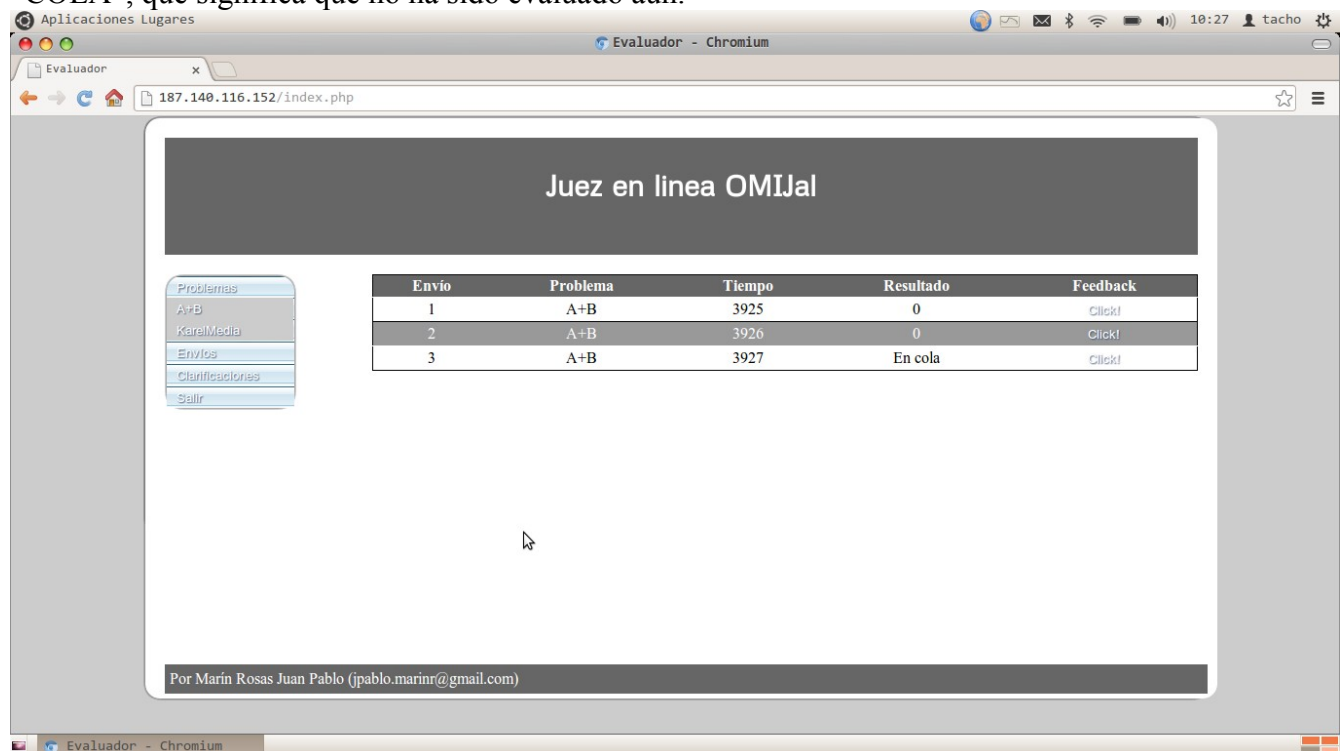 COLA", que significa que no ha sido evaluado aún.
Aplicaciones Lugares 10:27 tacho
Evaluador - Chromium
Evaluador x
187.140.116.152/index.php
Juez en linea OMIJal
Problemas
A+B
KarelMedia
Envíos
Clarificaciones
Salir
Envío Problema Tiempo Resultado Feedback
1 A+B 3925 0 Click!
2 A+B 3926 0 Click!
3 A+B 3927 En cola Click!
Por Marín Rosas Juan Pablo (jpablo.marinr@gmail.com)
Evaluador - Chromium